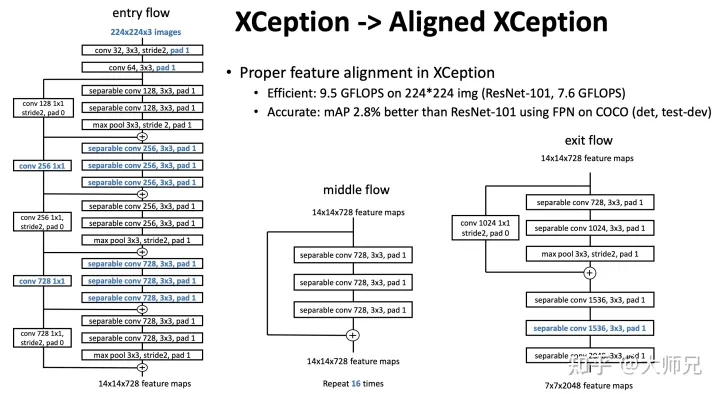 XCeption -> Aligned XCeption
entry flow
224x224x3 images
conv 32, 3x3, stride2, pad 1
conv 64, 3x3, pad 1
conv 128 1x1
stride2, pad 0
separable conv 128, 3x3, pad 1
separable conv 128, 3x3, pad 1
max pool 3x3, stride 2, pad 1
+
conv 256 1x1
separable conv 256, 3x3, pad 1
separable conv 256, 3x3, pad 1
separable conv 256, 3x3, pad 1
+
conv 256 1x1,
stride2, pad 0
separable conv 256, 3x3, pad 1
separable conv 256, 3x3, pad 1
max pool 3x3, stride2, pad 1
+
conv 728 1x1
separable conv 728, 3x3, pad 1
separable conv 728, 3x3, pad 1
separable conv 728, 3x3, pad 1
+
conv 728 1x1,
stride2, pad 0
separable conv 728, 3x3, pad 1
separable conv 728, 3x3, pad 1
max pool 3x3, stride2, pad 1
+
14x14x728 feature maps
• Proper feature alignment in XCeption
• Efficient: 9.5 GFLOPS on 224*224 img (ResNet-101, 7.6 GFLOPS)
• Accurate: mAP 2.8% better than ResNet-101 using FPN on COCO (det, test-dev)
middle flow
14x14x728 feature maps
separable conv 728, 3x3, pad 1
separable conv 728, 3x3, pad 1
separable conv 728, 3x3, pad 1
+
14x14x728 feature maps
Repeat 16 times
exit flow
14x14x728 feature maps
conv 1024 1x1
stride2, pad 0
separable conv 728, 3x3, pad 1
separable conv 1024, 3x3, pad 1
max pool 3x3, stride2, pad 1
+
separable conv 1536, 3x3, pad 1
separable conv 1536, 3x3, pad 1
separable conv 2048, 3x3, pad 1
7x7x2048 feature maps
知乎 @大师兄